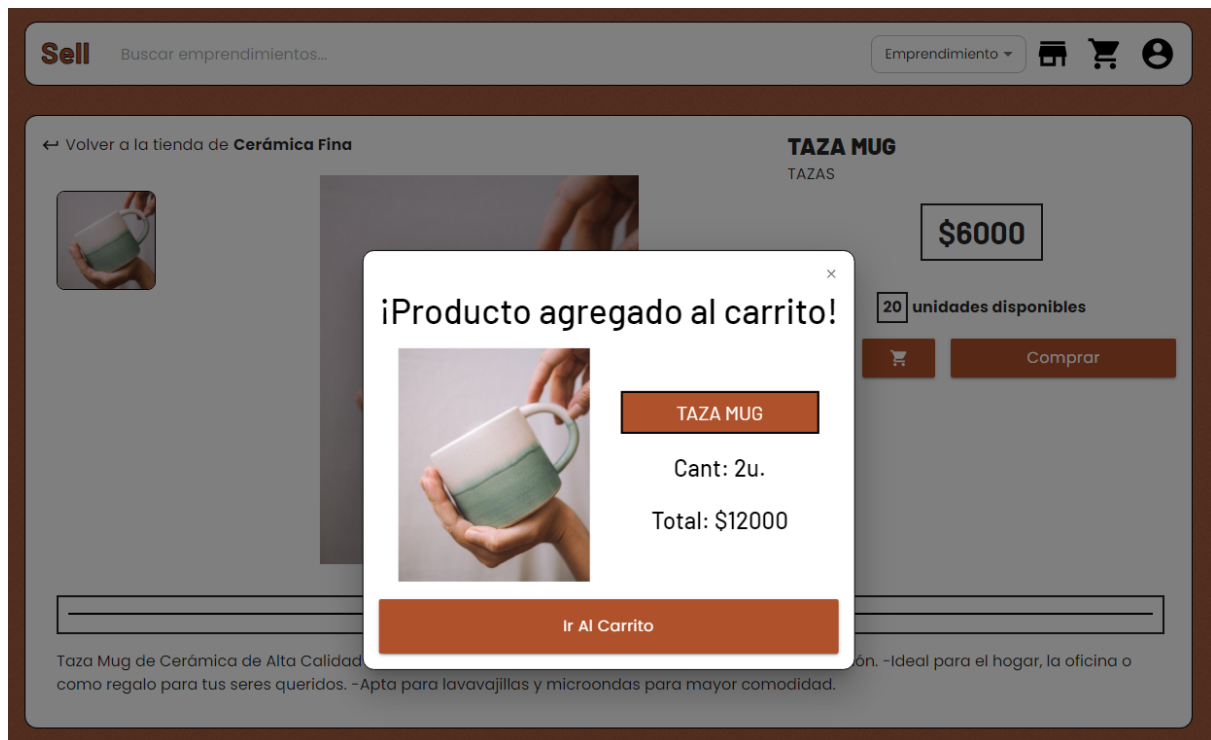 Sell
Buscar emprendimientos...
Emprendimiento
Volver a la tienda de Cerámica Fina
TAZA MUG
TAZAS
$6000
20 unidades disponibles
Comprar
×
¡Producto agregado al carrito!
TAZA MUG
Cant: 2u.
Total: $12000
Ir Al Carrito
Taza Mug de Cerámica de Alta Calidad ón. -Ideal para el hogar, la oficina o
como regalo para tus seres queridos. -Apta para lavavajillas y microondas para mayor comodidad.